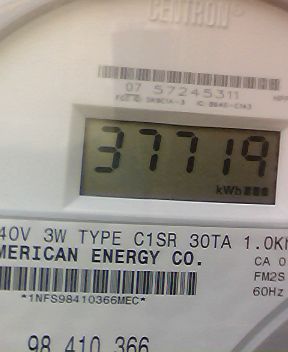 CENTRON®
07 57245311
37719
kWh
40V 3W TYPE C1SR 30TA 1.0Kh
MERICAN ENERGY CO.
CA 0
FM2S
*1NFS98410366MEC*
60Hz
98 410 366